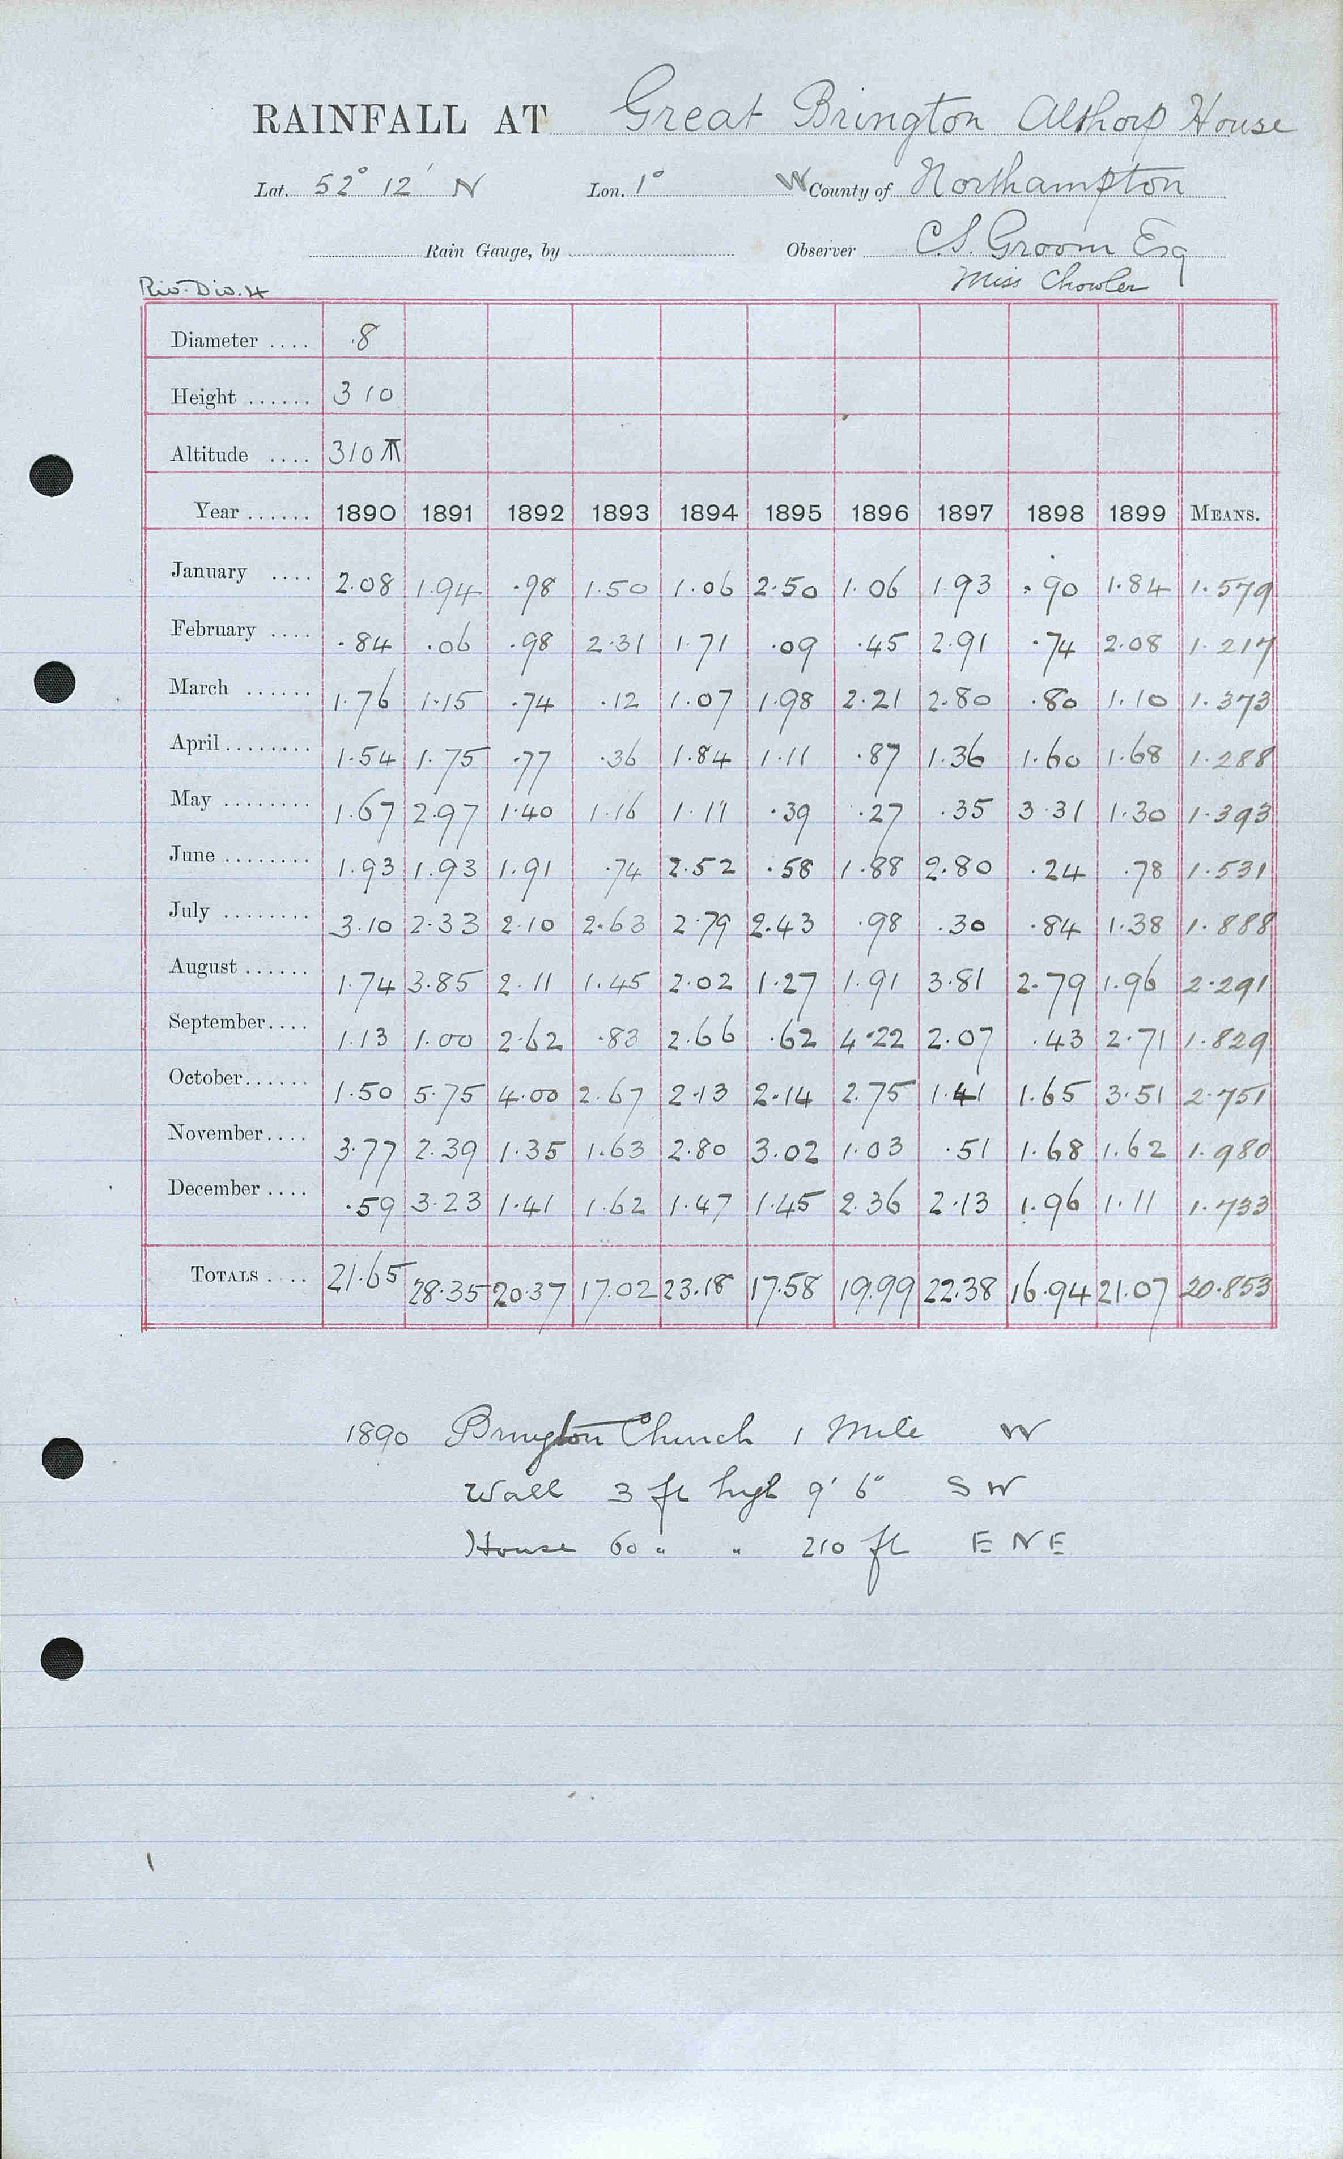 RAINFALL AT Great Brington Althorp House
Lat. 52° 12' N Lon. 1° W County of Northampton
Rain Gauge, by Observer C.S. Groom Esq
Miss Chowler
Riv. Div. 4
Diameter .... .8
Height ...... 3 10
Altitude .... 310
Year ...... 1890 1891 1892 1893 1894 1895 1896 1897 1898 1899 MEANS.
January .... 2.08 1.94 .98 1.50 1.06 2.50 1.06 1.93 .90 1.84 1.579
February .... .84 .06 .98 2.31 1.71 .09 .45 2.91 .74 2.08 1.217
March ...... 1.76 1.15 .74 .12 1.07 1.98 2.21 2.80 .80 1.10 1.373
April ........ 1.54 1.75 .77 .36 1.84 1.11 .87 1.36 1.60 1.68 1.288
May ........ 1.67 2.97 1.40 1.16 1.11 .39 .27 .35 3.31 1.30 1.393
June ........ 1.93 1.93 1.91 .74 2.52 .58 1.88 2.80 .24 .78 1.531
July ........ 3.10 2.33 2.10 2.63 2.79 2.43 .98 .30 .84 1.38 1.888
August ...... 1.74 3.85 2.11 1.45 2.02 1.27 1.91 3.81 2.79 1.96 2.291
September.... 1.13 1.00 2.62 .83 2.66 .62 4.22 2.07 .43 2.71 1.829
October...... 1.50 5.75 4.00 2.67 2.13 2.14 2.75 1.41 1.65 3.51 2.751
November.... 3.77 2.39 1.35 1.63 2.80 3.02 1.03 .51 1.68 1.62 1.980
December .... .59 3.23 1.41 1.62 1.47 1.45 2.36 2.13 1.96 1.11 1.733
TOTALS .... 21.65 28.35 20.37 17.02 23.18 17.58 19.99 22.38 16.94 21.07 20.853
1890 Brington Church 1 Mile W
Wall 3 ft high 9' 6" S W
House 60 " " 210 ft E N E